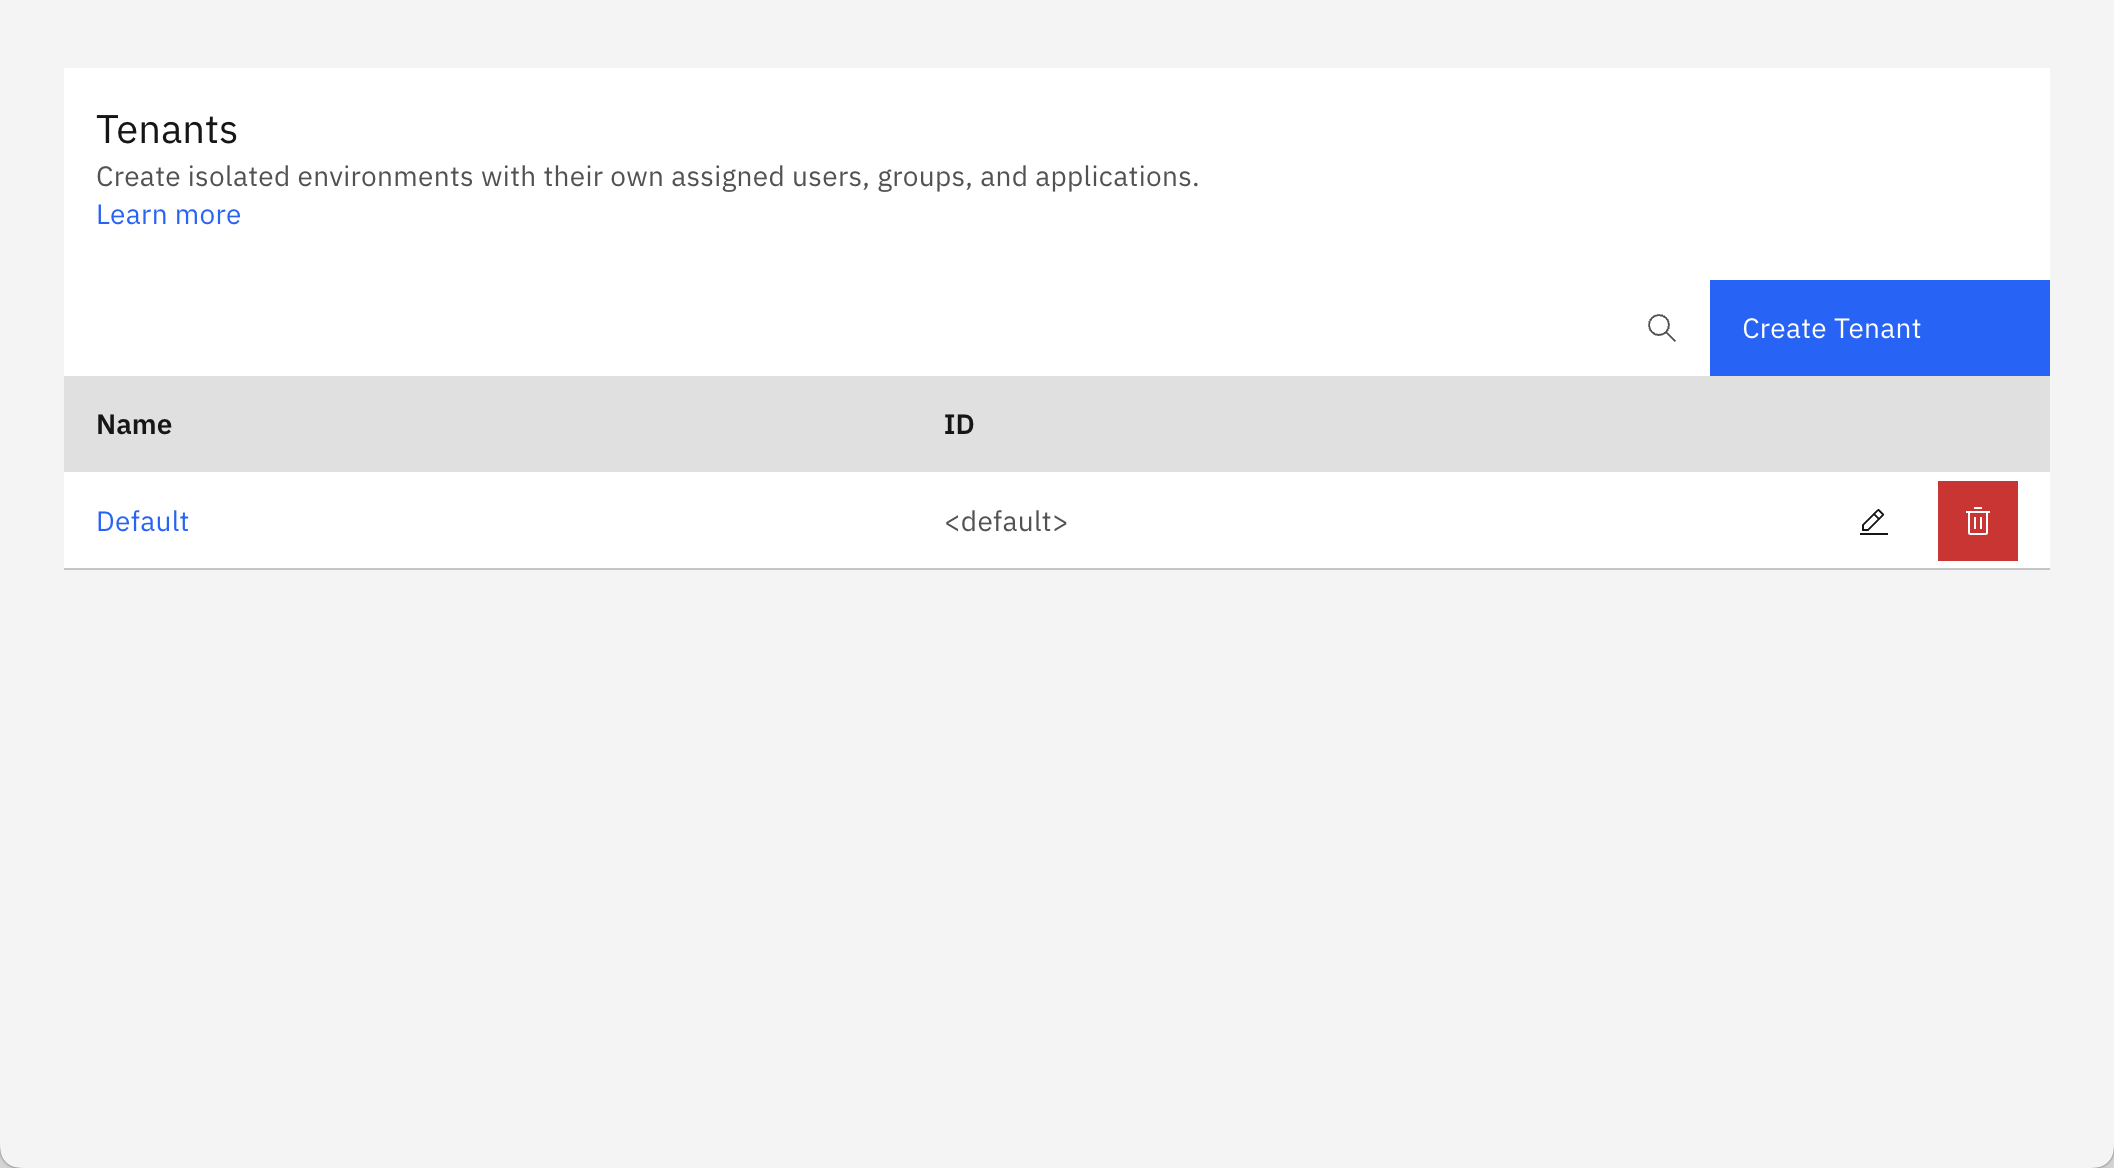 Tenants
Create isolated environments with their own assigned users, groups, and applications.
Learn more
Create Tenant
Name ID
Default <default>